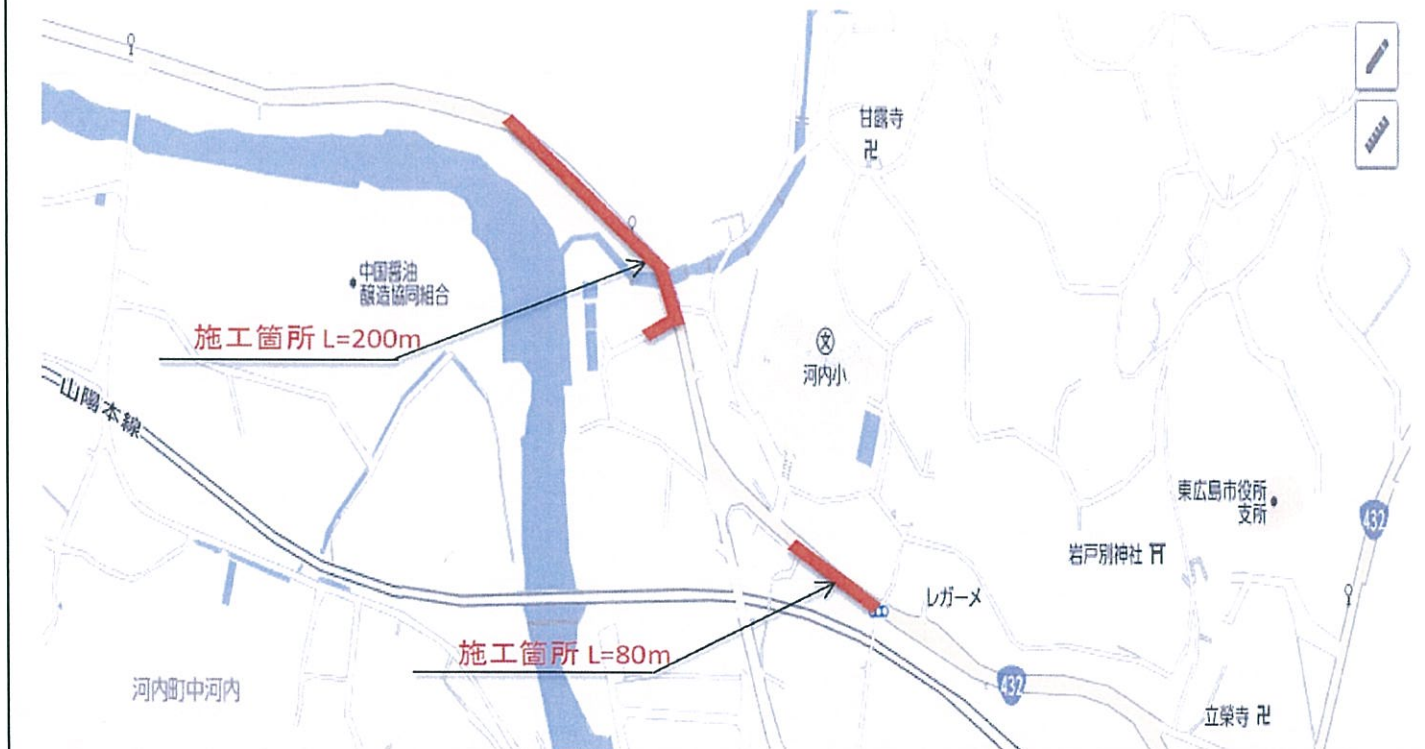 甘露寺
中国醤油
醸造協同組合
施工箇所 L=200m
文
河内小
山陽本線
東広島市役所
支所
432
岩戸別神社
レガーメ
施工箇所 L=80m
河内町中河内
432
立榮寺